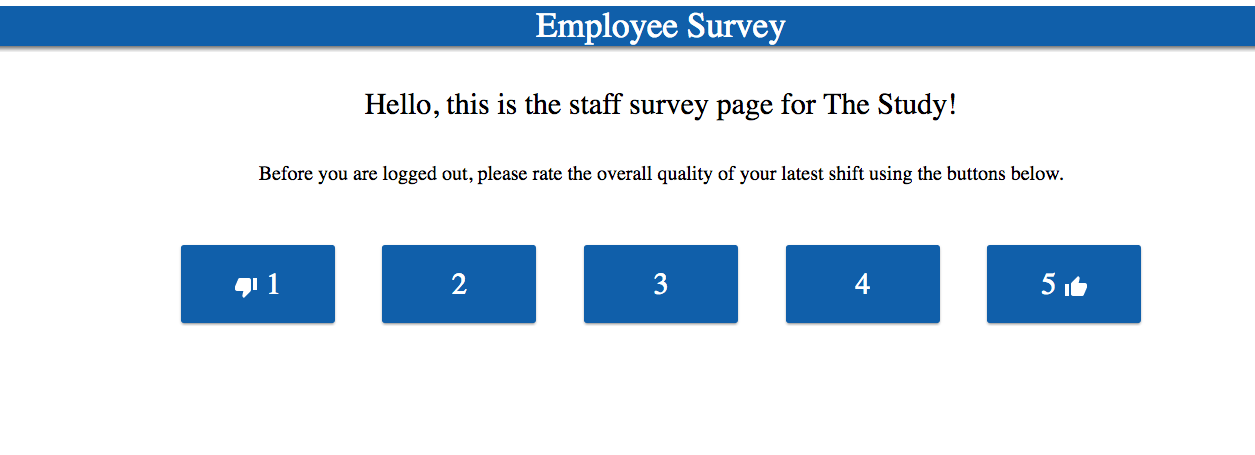 Employee Survey
Hello, this is the staff survey page for The Study!
Before you are logged out, please rate the overall quality of your latest shift using the buttons below.
1 2 3 4 5